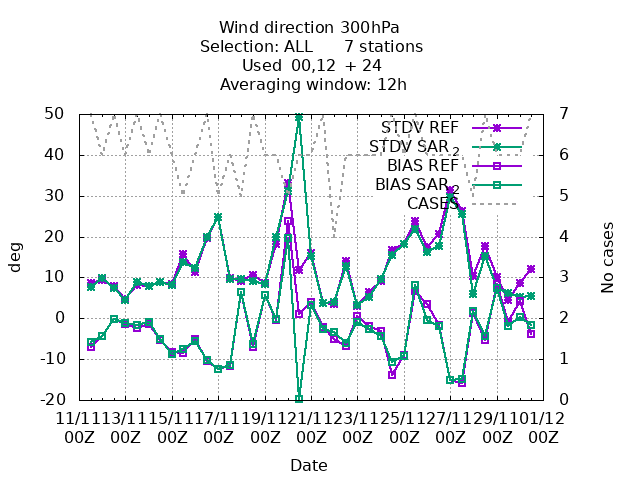 Wind direction 300hPa
Selection: ALL 7 stations
Used 00,12 + 24
Averaging window: 12h
50 7
STDV REF
STDV SAR_2
40 6
BIAS REF
BIAS SAR_2
30 5
CASES
20 4
10 3
0 2
-10 1
-20 0
deg
No cases
11/11 13/11 15/11 17/11 19/11 21/11 23/11 25/11 27/11 29/11 01/12
00Z 00Z 00Z 00Z 00Z 00Z 00Z 00Z 00Z 00Z 00Z
Date